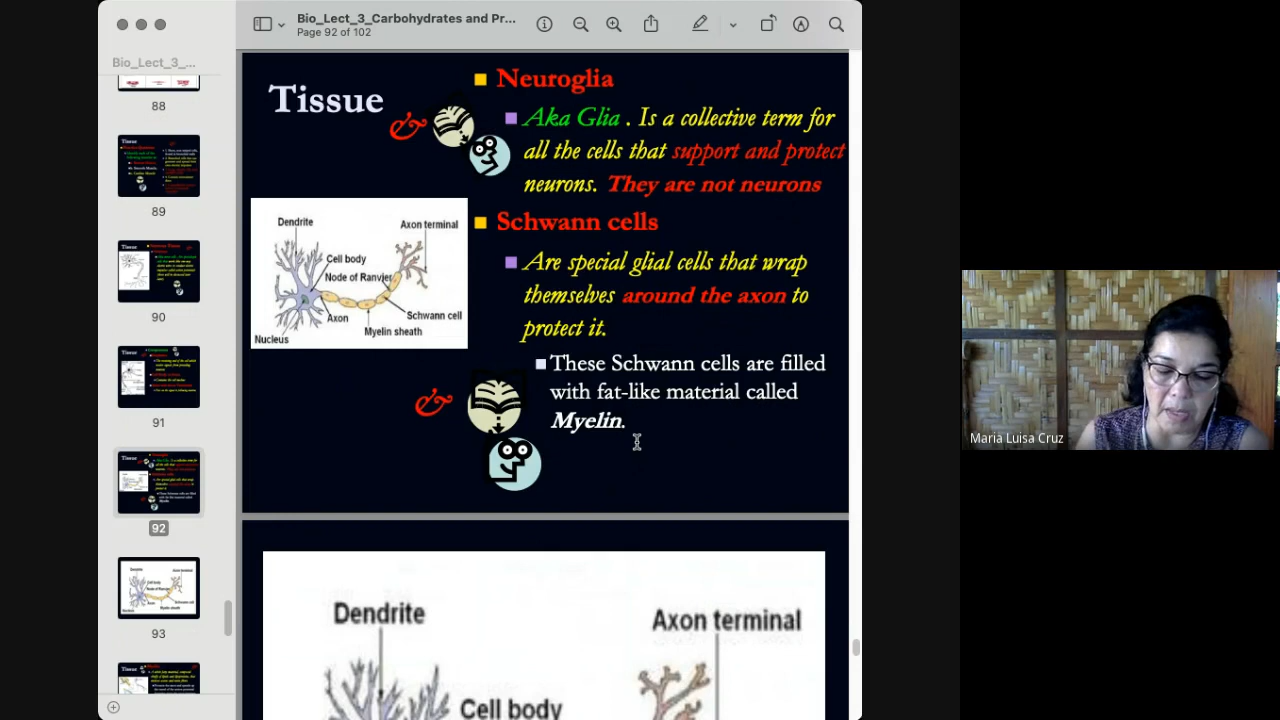 Bio_Lect_3_Carbohydrates and Pr...
Page 92 of 102
Bio_Lect_3_...
88
89
90
91
92
93
Tissue
Neuroglia
Aka Glia . Is a collective term for
all the cells that support and protect
neurons. They are not neurons
Schwann cells
Are special glial cells that wrap
themselves around the axon to
protect it.
These Schwann cells are filled
with fat-like material called
Myelin.
Dendrite
Axon terminal
Cell body
Node of Ranvier
Axon
Schwann cell
Myelin sheath
Nucleus
Dendrite
Axon terminal
Cell body
Maria Luisa Cruz